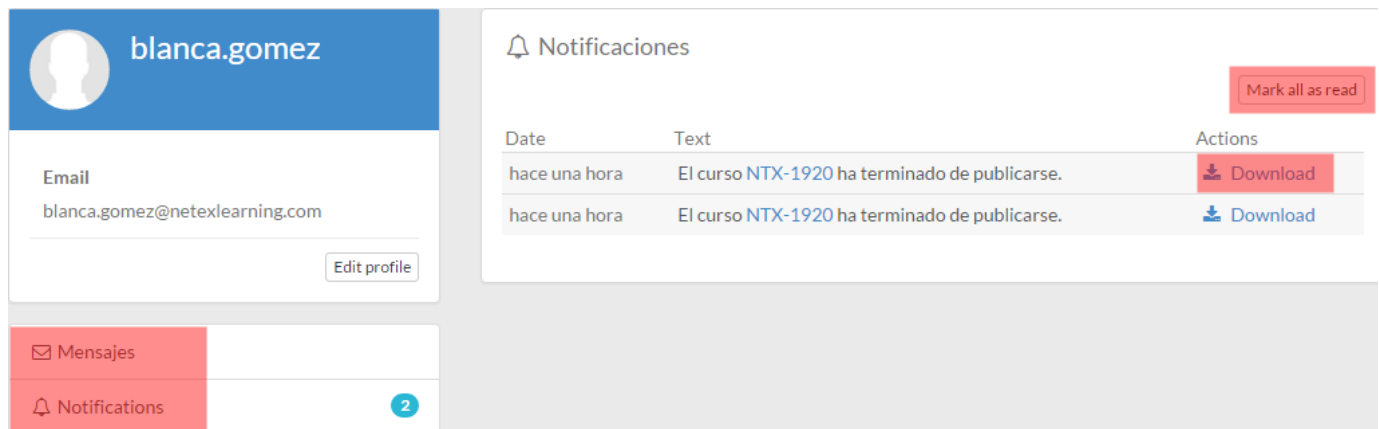 blanca.gomez
Email
blanca.gomez@netexlearning.com
Edit profile
Mensajes
Notifications 2
Notificaciones
Mark all as read
Date Text Actions
hace una hora El curso NTX-1920 ha terminado de publicarse. Download
hace una hora El curso NTX-1920 ha terminado de publicarse. Download